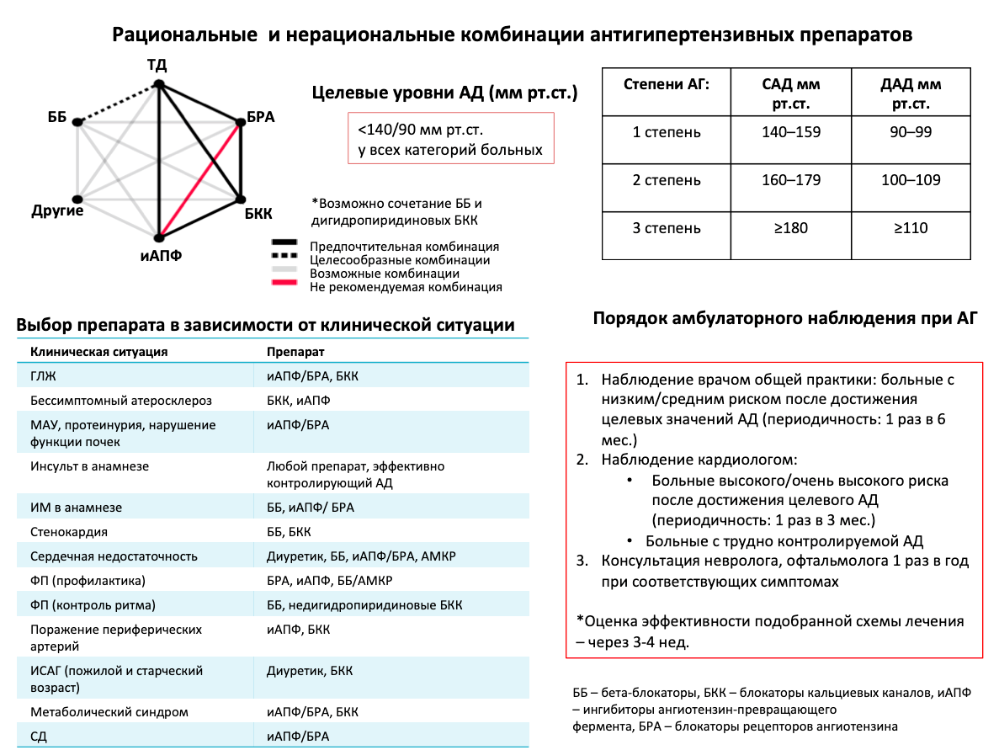 Рациональные и нерациональные комбинации антигипертензивных препаратов
ТД
ББ
БРА
Другие
БКК
иАПФ
Целевые уровни АД (мм рт.ст.)
<140/90 мм рт.ст.
у всех категорий больных
*Возможно сочетание ББ и
дигидропиридиновых БКК
Предпочтительная комбинация
Целесообразные комбинации
Возможные комбинации
Не рекомендуемая комбинация
Степени АГ: САД мм рт.ст. ДАД мм рт.ст.
1 степень 140–159 90–99
2 степень 160–179 100–109
3 степень ≥180 ≥110
Выбор препарата в зависимости от клинической ситуации
Клиническая ситуация Препарат
ГЛЖ иАПФ/БРА, БКК
Бессимптомный атеросклероз БКК, иАПФ
МАУ, протеинурия, нарушение иАПФ/БРА
функции почек
Инсульт в анамнезе Любой препарат, эффективно
контролирующий АД
ИМ в анамнезе ББ, иАПФ/ БРА
Стенокардия ББ, БКК
Сердечная недостаточность Диуретик, ББ, иАПФ/БРА, АМКР
ФП (профилактика) БРА, иАПФ, ББ/АМКР
ФП (контроль ритма) ББ, недигидропиридиновые БКК
Поражение периферических иАПФ, БКК
артерий
ИСАГ (пожилой и старческий Диуретик, БКК
возраст)
Метаболический синдром иАПФ/БРА, БКК
СД иАПФ/БРА
Порядок амбулаторного наблюдения при АГ
1. Наблюдение врачом общей практики: больные с
низким/средним риском после достижения
целевых значений АД (периодичность: 1 раз в 6
мес.)
2. Наблюдение кардиологом:
• Больные высокого/очень высокого риска
после достижения целевого АД
(периодичность: 1 раз в 3 мес.)
• Больные с трудно контролируемой АД
3. Консультация невролога, офтальмолога 1 раз в год
при соответствующих симптомах
*Оценка эффективности подобранной схемы лечения
– через 3-4 нед.
ББ – бета-блокаторы, БКК – блокаторы кальциевых каналов, иАПФ
– ингибиторы ангиотензин-превращающего
фермента, БРА – блокаторы рецепторов ангиотензина